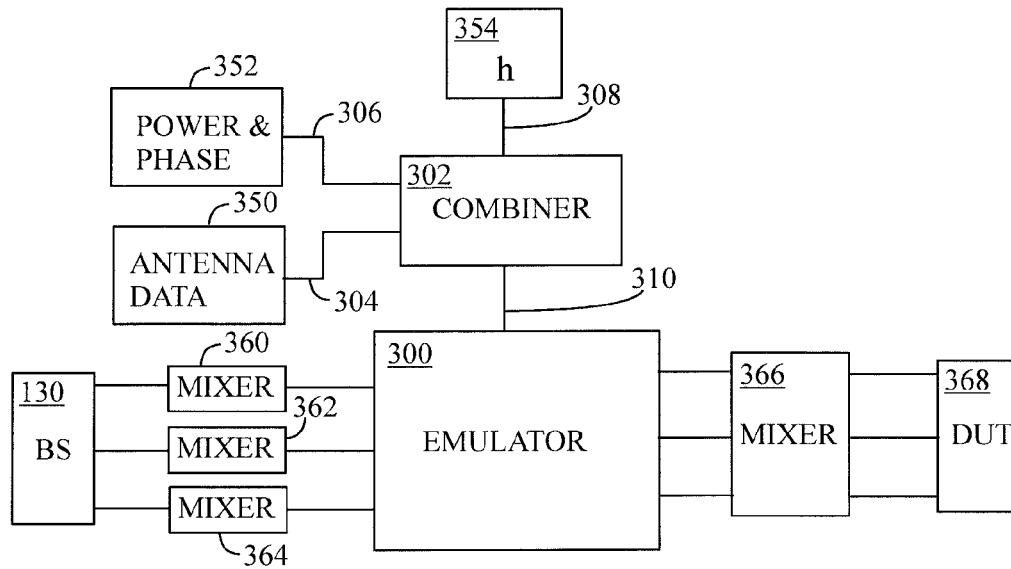 354
h
352
306
308
POWER &
PHASE
302
COMBINER
350
ANTENNA
DATA
304
310
360
MIXER
130
BS
362
MIXER
MIXER
364
300
EMULATOR
366
MIXER
368
DUT